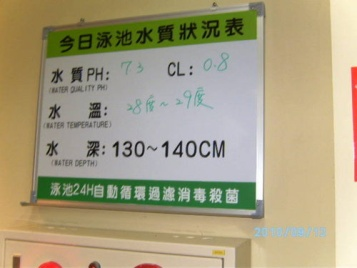 今日泳池水質狀況表
水質PH: 7.3 CL: 0.8
(WATER QUALITY PH)
水溫: 28度~29度
(WATER TEMPERATURE)
水深:130~140CM
(WATER DEPTH)
泳池24H自動循環過濾消毒殺菌